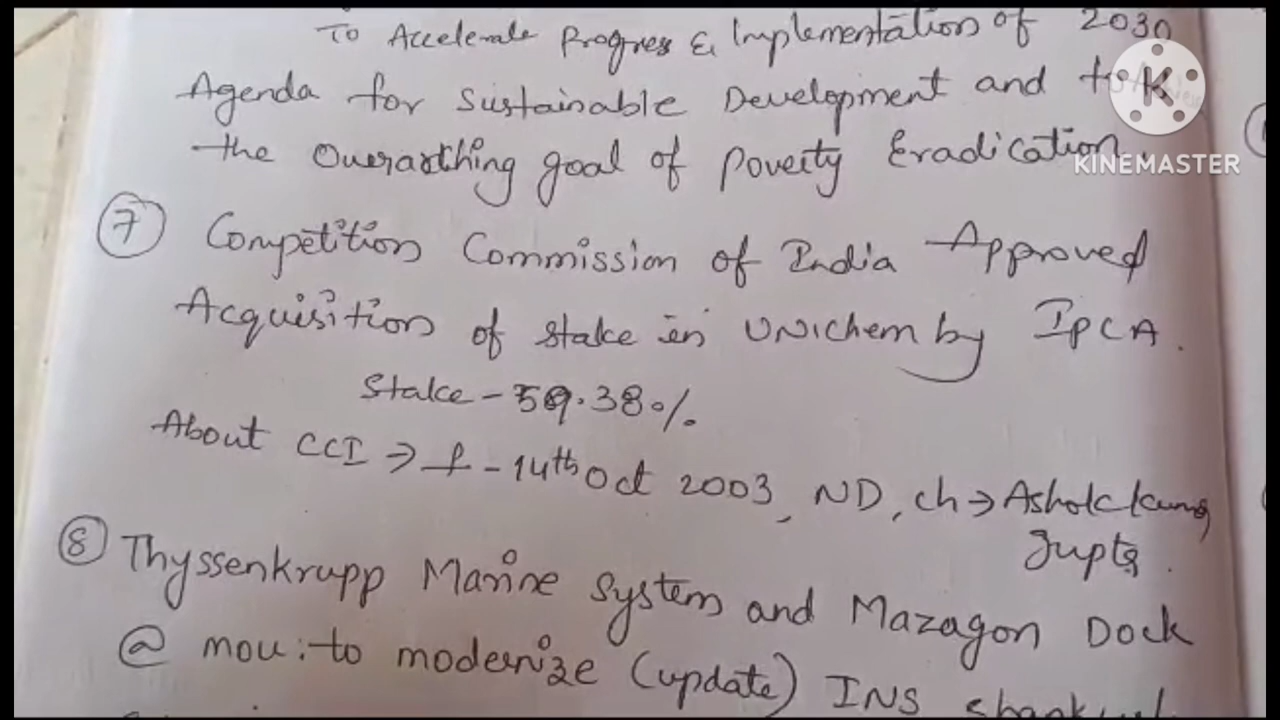 To Accelerate Progress & Implementation of 2030
Agenda for Sustainable Development and to
the Overarching goal of Poverty Eradication.
KINEMASTER
7 Competition Commission of India Approved
Acquisition of stake in UNichem by IPCA.
Stake - 59.38%
About CCI → f - 14th Oct 2003, ND, ch → Ashok Kumar
Gupta.
8 Thyssenkrupp Marine System and Mazagon Dock
@ mou: to modernize (update) INS